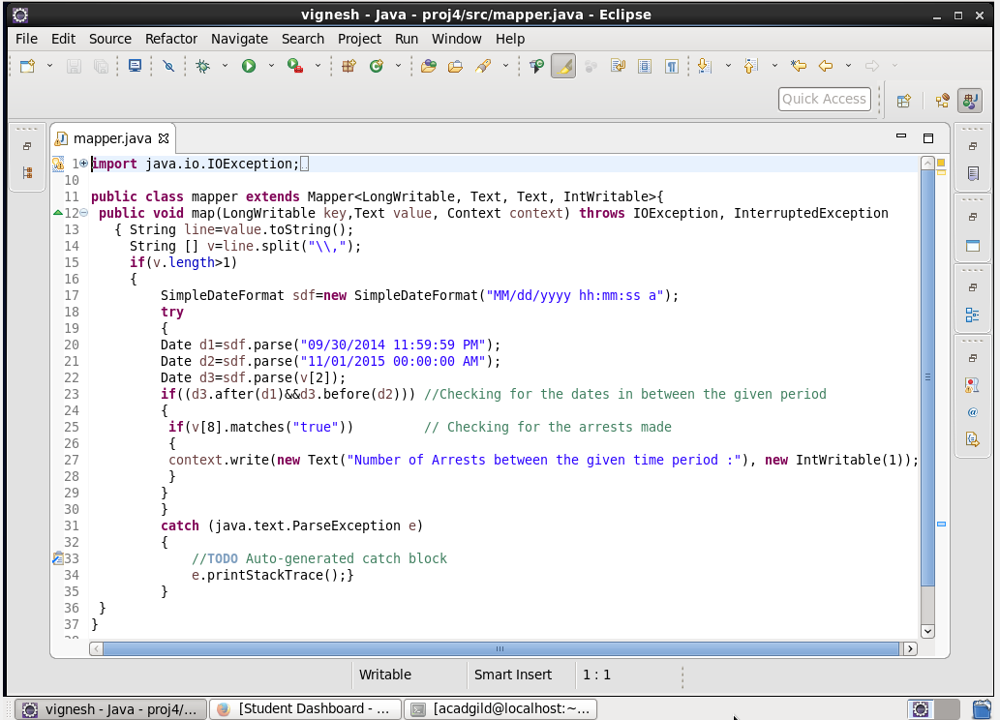 vignesh - Java - proj4/src/mapper.java - Eclipse
File Edit Source Refactor Navigate Search Project Run Window Help
Quick Access
mapper.java
1 import java.io.IOException;
10
11 public class mapper extends Mapper<LongWritable, Text, Text, IntWritable>{
12 public void map(LongWritable key,Text value, Context context) throws IOException, InterruptedException
13 { String line=value.toString();
14 String [] v=line.split("\\,");
15 if(v.length>1)
16 {
17 SimpleDateFormat sdf=new SimpleDateFormat("MM/dd/yyyy hh:mm:ss a");
18 try
19 {
20 Date d1=sdf.parse("09/30/2014 11:59:59 PM");
21 Date d2=sdf.parse("11/01/2015 00:00:00 AM");
22 Date d3=sdf.parse(v[2]);
23 if((d3.after(d1)&&d3.before(d2))) //Checking for the dates in between the given period
24 {
25 if(v[8].matches("true")) // Checking for the arrests made
26 {
27 context.write(new Text("Number of Arrests between the given time period :"), new IntWritable(1));
28 }
29 }
30 }
31 catch (java.text.ParseException e)
32 {
33 //TODO Auto-generated catch block
34 e.printStackTrace();}
35 }
36 }
37 }
38
Writable Smart Insert 1 : 1
vignesh - Java - proj4/... [Student Dashboard - ... [acadgild@localhost:~...